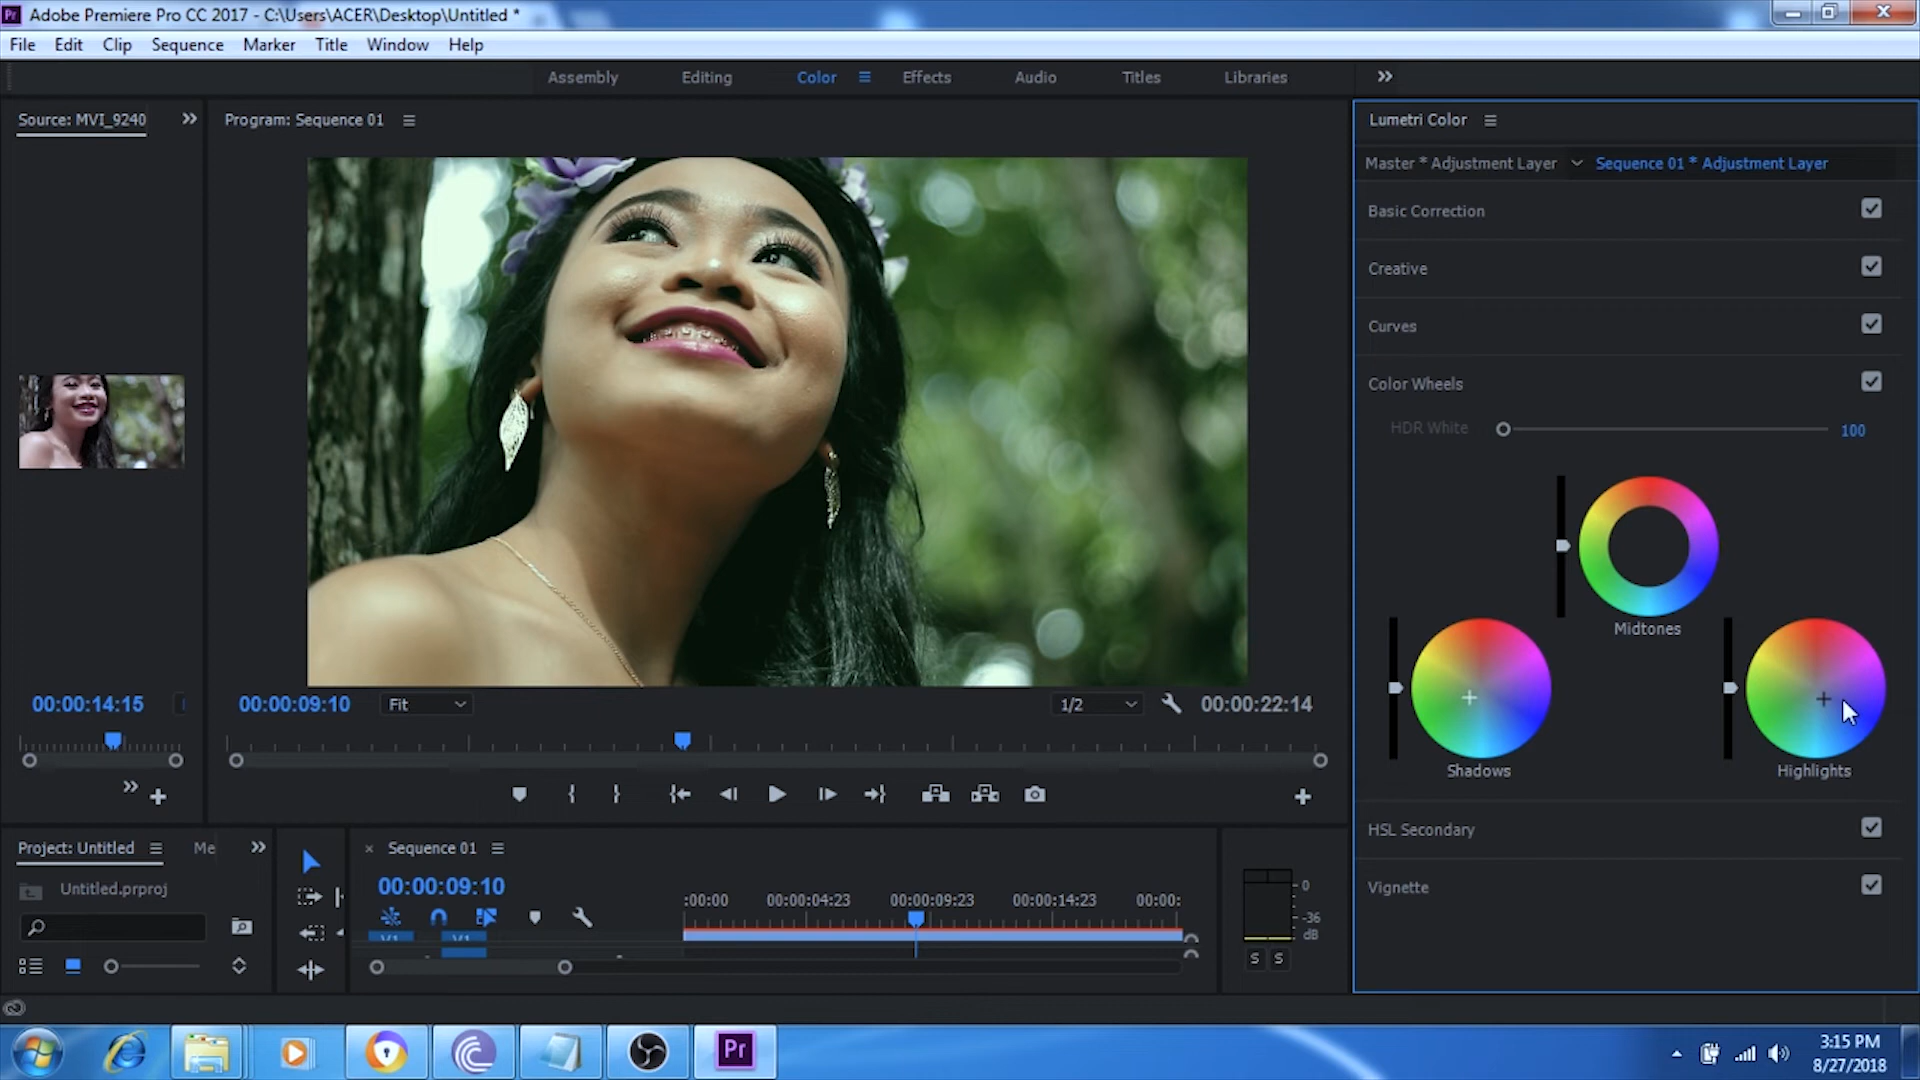 Adobe Premiere Pro CC 2017 - C:\Users\ACER\Desktop\Untitled *
File Edit Clip Sequence Marker Title Window Help
Assembly Editing Color Effects Audio Titles Libraries
Source: MVI_9240
Program: Sequence 01
Lumetri Color
Master * Adjustment Layer
Sequence 01 * Adjustment Layer
Basic Correction
Creative
Curves
Color Wheels
HDR White 100
Midtones
Shadows
Highlights
HSL Secondary
Vignette
00:00:14:15
00:00:09:10
Fit
1/2
00:00:22:14
Project: Untitled
Me
Untitled.prproj
× Sequence 01
00:00:09:10
:00:00 00:00:04:23 00:00:09:23 00:00:14:23 00:00:
V1 V1
0
-36
dB
S S
Pr
3:15 PM
8/27/2018